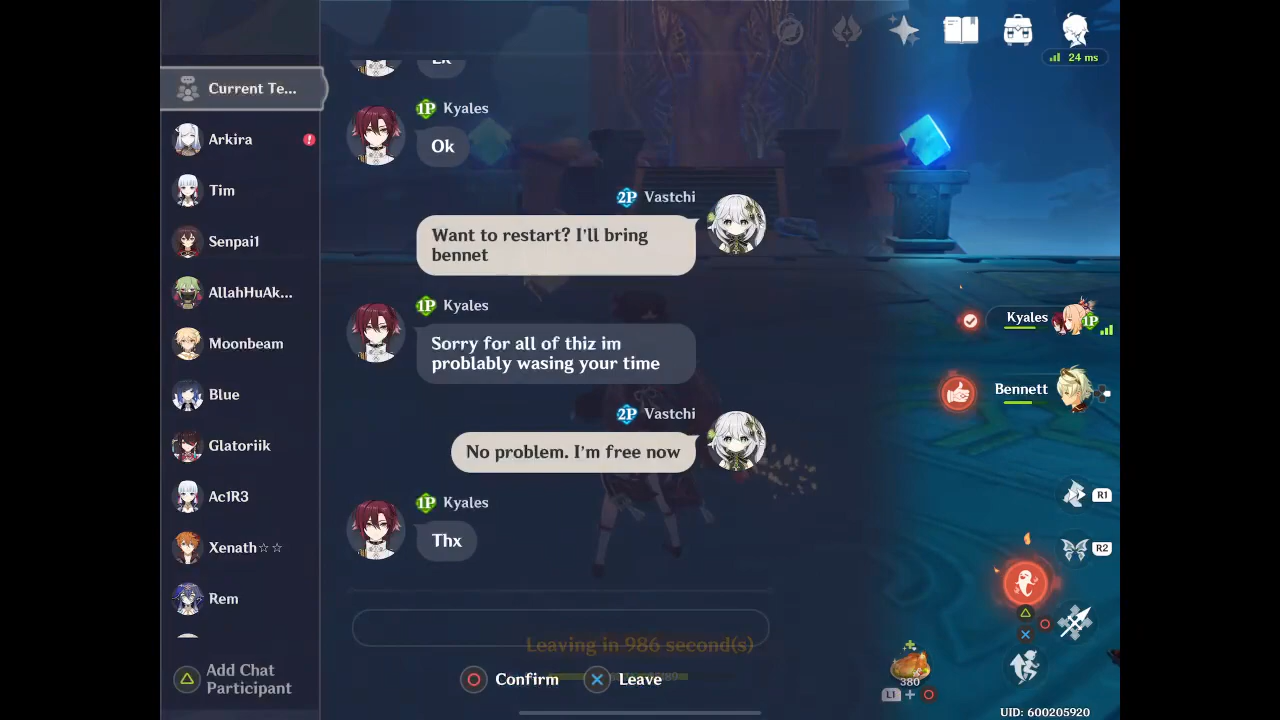 24 ms
Current Te...
Arkira
Tim
Senpai1
AllahHuAk...
Moonbeam
Blue
Glatoriik
Ac1R3
Xenath☆☆
Rem
Add Chat
Participant
1P Kyales
Ok
2P Vastchi
Want to restart? I'll bring
bennet
1P Kyales
Sorry for all of thiz im
problably wasing your time
2P Vastchi
No problem. I'm free now
1P Kyales
Thx
Leaving in 986 second(s)
Confirm
Leave
Kyales 1P
Bennett
R1
R2
380
L1 +
UID: 600205920